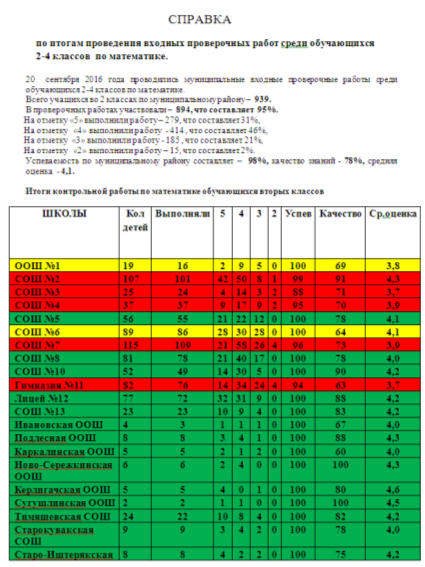 СПРАВКА
по итогам проведения входных проверочных работ среди обучающихся
2-4 классов по математике.
20 сентября 2016 года проводились муниципальные входные проверочные работы среди
обучающихся 2-4 классов по математике.
Всего учащихся во 2 классах по муниципальному району – 939.
В проверочных работах участвовали – 894, что составляет 95%.
На отметку «5» выполнили работу – 279, что составляет 31%,
На отметку «4» выполнили работу - 414 , что составляет 46%,
На отметку «3» выполнили работу - 185 , что составляет 21%,
На отметку «2» выполнили работу – 15, что составляет 2%.
Успеваемость по муниципальному району составляет – 98%, качество знаний - 78%, средняя
оценка - 4,1.
Итоги контрольной работы по математике обучающихся вторых классов
ШКОЛЫ Кол детей Выполняли 5 4 3 2 Успев Качество Ср.оценка
ООШ №1 19 16 2 9 5 0 100 69 3,8
СОШ №2 107 101 42 50 8 1 99 91 4,3
СОШ №3 25 24 4 14 3 2 88 71 3,7
СОШ №4 37 37 9 17 9 2 95 70 3,9
СОШ №5 56 55 21 22 12 0 100 78 4,1
СОШ №6 89 86 28 30 28 0 100 64 4,1
СОШ №7 115 109 21 58 26 4 96 73 3,9
СОШ №8 81 78 21 40 17 0 100 78 4,0
СОШ №10 52 49 14 30 5 0 100 90 4,2
Гимназия №11 82 76 14 34 24 4 94 63 3,7
Лицей №12 77 72 32 31 9 0 100 88 4,2
СОШ №13 23 23 10 9 4 0 100 83 4,2
Ивановская ООШ 4 3 1 1 1 0 100 67 4,0
Подлесная ООШ 8 8 3 4 1 0 100 88 4,3
Каркалинская ООШ 5 5 2 1 2 0 100 60 4,0
Ново-Сережкинская
ООШ 6 6 2 4 0 0 100 100 4,3
Керлигачская ООШ 5 5 4 0 1 0 100 80 4,6
Сугушлинская ООШ 2 2 1 1 0 0 100 100 4,5
Тимяшевская СОШ 24 22 10 8 4 0 100 82 4,2
Старокувакская
СОШ 9 9 3 4 2 0 100 78 4,0
Старо-Иштерякская 8 8 4 2 2 0 100 75 4,2